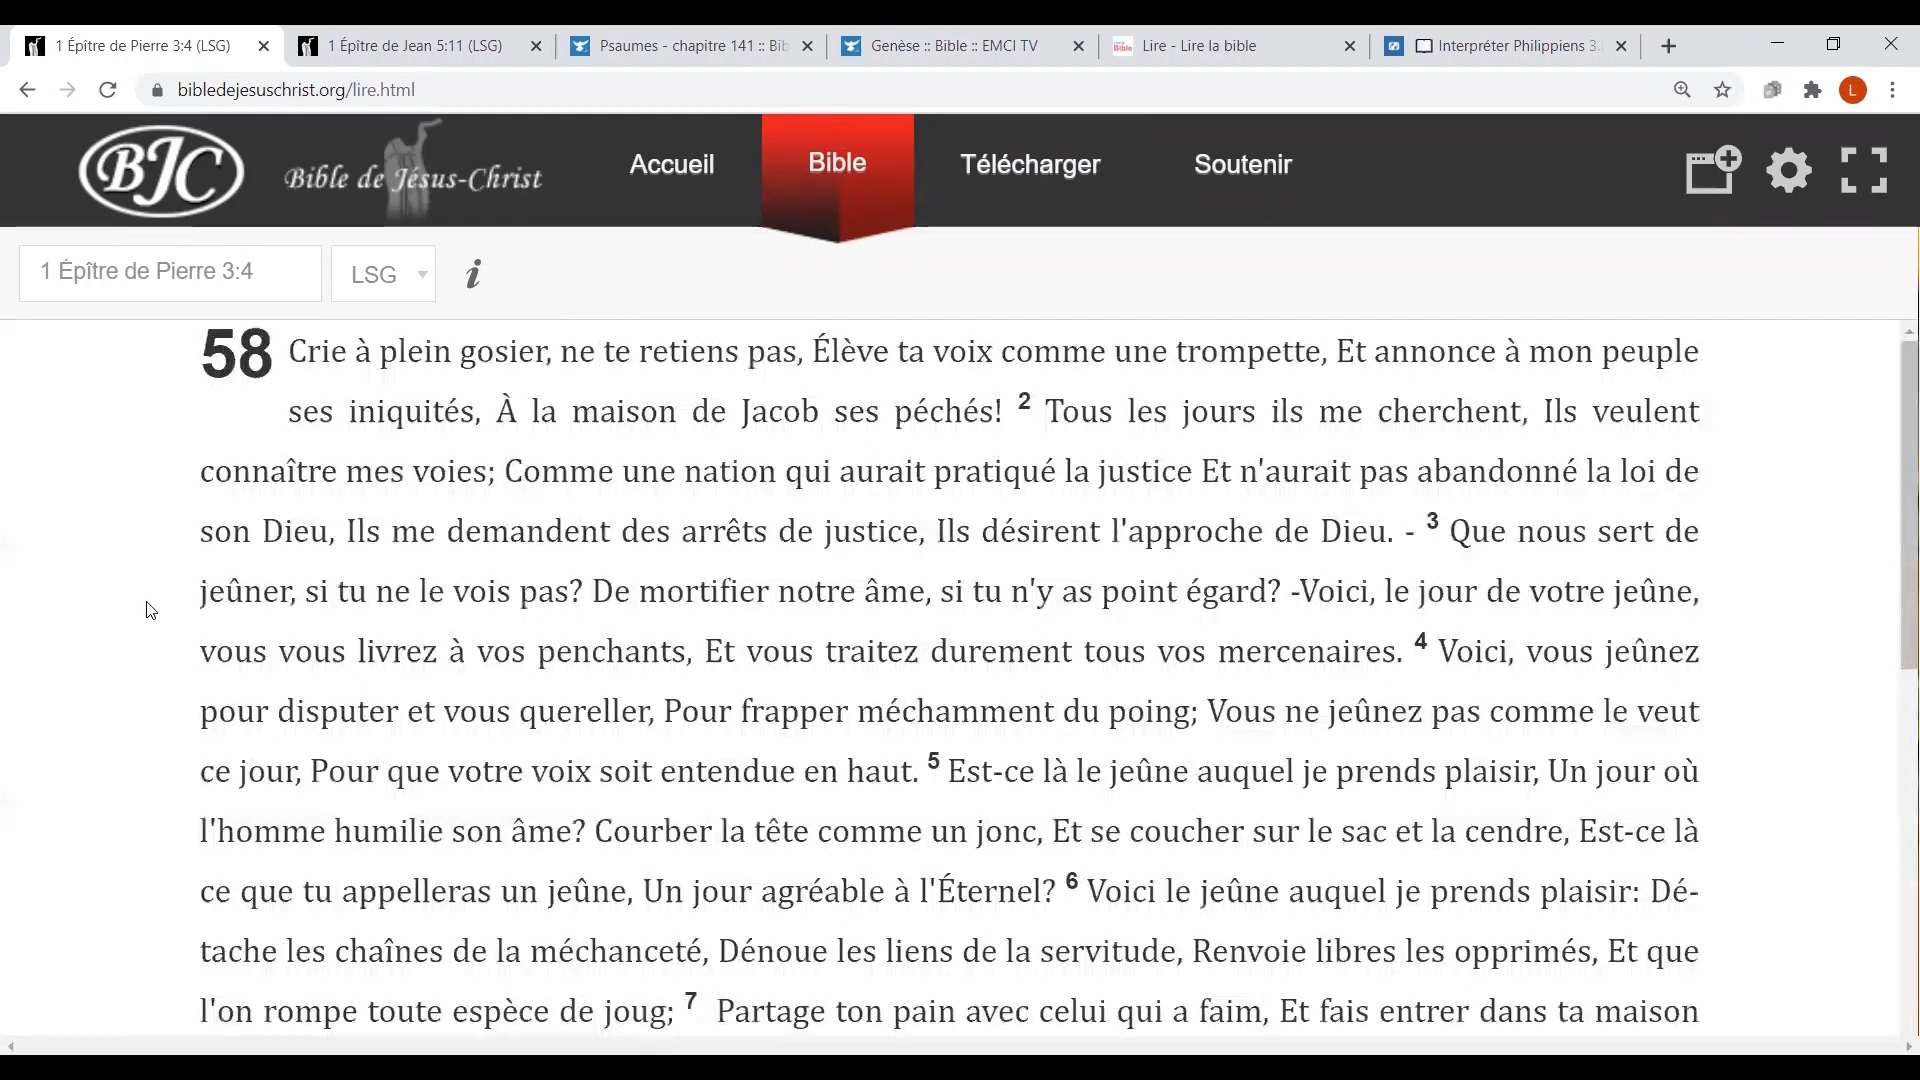 1 Épître de Pierre 3:4 (LSG)
1 Épître de Jean 5:11 (LSG)
Psaumes - chapitre 141 :: Bib
Genèse :: Bible :: EMCI TV
Lire - Lire la bible
Interpréter Philippiens 3.
bibledejesuschrist.org/lire.html
L
BJC
Bible de Jésus-Christ
Accueil
Bible
Télécharger
Soutenir
1 Épître de Pierre 3:4
LSG
i
58 Crie à plein gosier, ne te retiens pas, Élève ta voix comme une trompette, Et annonce à mon peuple
ses iniquités, À la maison de Jacob ses péchés! 2 Tous les jours ils me cherchent, Ils veulent
connaître mes voies; Comme une nation qui aurait pratiqué la justice Et n'aurait pas abandonné la loi de
son Dieu, Ils me demandent des arrêts de justice, Ils désirent l'approche de Dieu. - 3 Que nous sert de
jeûner, si tu ne le vois pas? De mortifier notre âme, si tu n'y as point égard? -Voici, le jour de votre jeûne,
vous vous livrez à vos penchants, Et vous traitez durement tous vos mercenaires. 4 Voici, vous jeûnez
pour disputer et vous quereller, Pour frapper méchamment du poing; Vous ne jeûnez pas comme le veut
ce jour, Pour que votre voix soit entendue en haut. 5 Est-ce là le jeûne auquel je prends plaisir, Un jour où
l'homme humilie son âme? Courber la tête comme un jonc, Et se coucher sur le sac et la cendre, Est-ce là
ce que tu appelleras un jeûne, Un jour agréable à l'Éternel? 6 Voici le jeûne auquel je prends plaisir: Dé-
tache les chaînes de la méchanceté, Dénoue les liens de la servitude, Renvoie libres les opprimés, Et que
l'on rompe toute espèce de joug; 7 Partage ton pain avec celui qui a faim, Et fais entrer dans ta maison